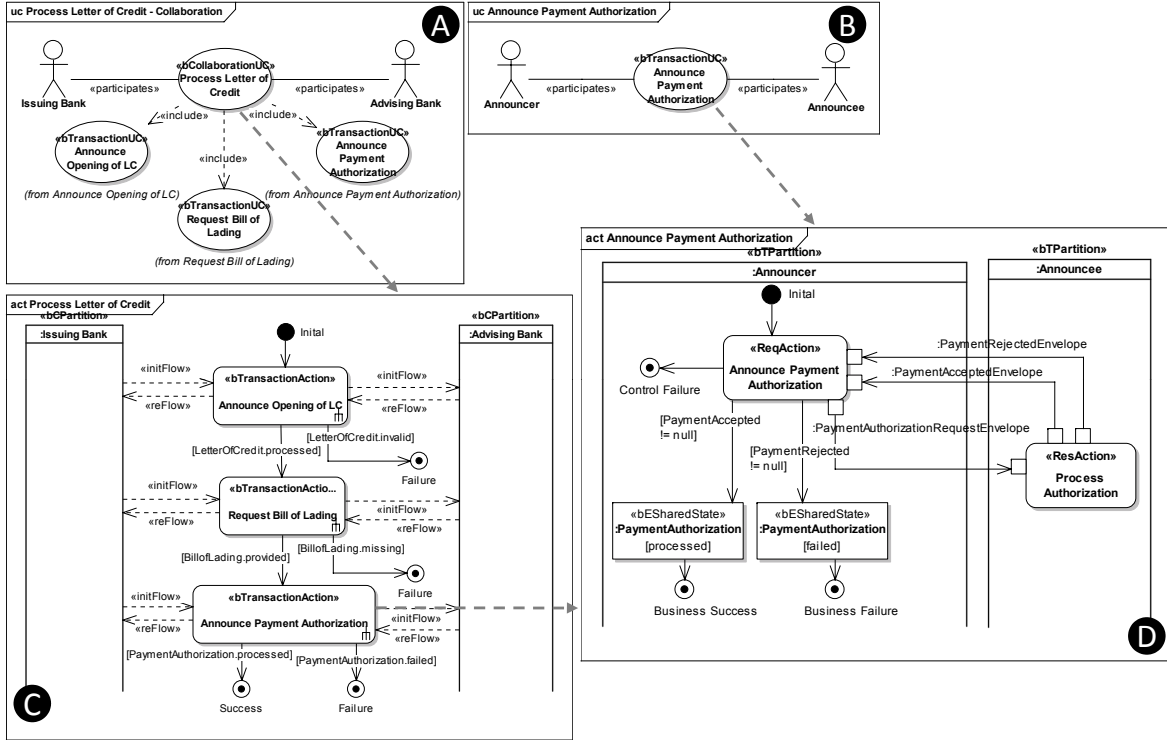 uc Process Letter of Credit - Collaboration
A
Issuing Bank
«participates»
«bCollaborationUC»
Process Letter of
Credit
«participates»
Advising Bank
«include»
«include»
«include»
«bTransactionUC»
Announce
Opening of LC
(from Announce Opening of LC)
«bTransactionUC»
Announce
Payment
Authorization
(from Announce Payment Authorization)
«bTransactionUC»
Request Bill of
Lading
(from Request Bill of Lading)
uc Announce Payment Authorization
B
Announcer
«participates»
«bTransactionUC»
Announce
Payment
Authorization
«participates»
Announcee
act Process Letter of Credit
«bCPartition»
:Issuing Bank
«bCPartition»
:Advising Bank
Inital
«initFlow»
«reFlow»
«bTransactionAction»
Announce Opening of LC
«initFlow»
«reFlow»
[LetterOfCredit.invalid]
[LetterOfCredit.processed]
Failure
«initFlow»
«reFlow»
«bTransactionActio...
Request Bill of Lading
«initFlow»
«reFlow»
[BillofLading.missing]
[BillofLading.provided]
Failure
«initFlow»
«reFlow»
«bTransactionAction»
Announce Payment Authorization
«initFlow»
«reFlow»
[PaymentAuthorization.processed]
[PaymentAuthorization.failed]
Success
Failure
C
act Announce Payment Authorization
«bTPartition»
:Announcer
«bTPartition»
:Announcee
Inital
«ReqAction»
Announce Payment
Authorization
Control Failure
:PaymentRejectedEnvelope
:PaymentAcceptedEnvelope
:PaymentAuthorizationRequestEnvelope
[PaymentAccepted
!= null]
[PaymentRejected
!= null]
«ResAction»
Process
Authorization
«bESharedState»
:PaymentAuthorization
[processed]
«bESharedState»
:PaymentAuthorization
[failed]
Business Success
Business Failure
D